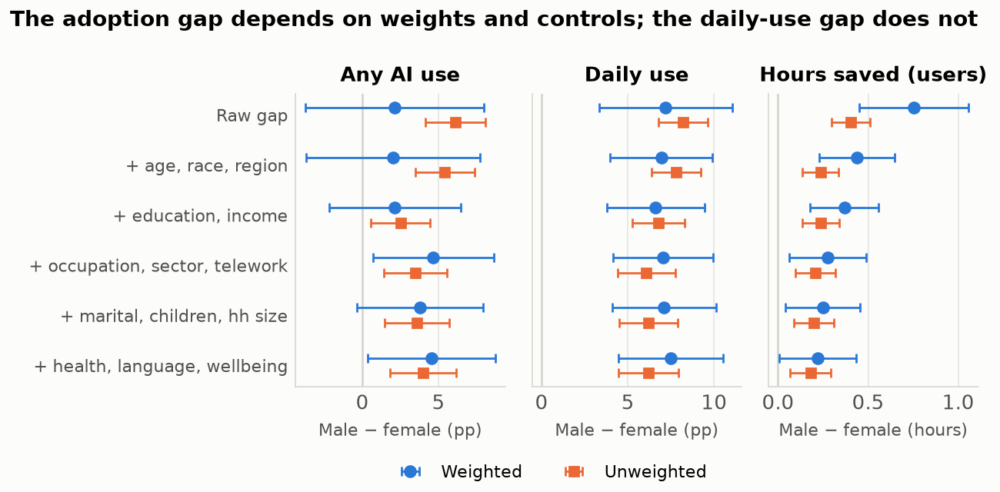 The adoption gap depends on weights and controls; the daily-use gap does not
Any AI use
Daily use
Hours saved (users)
Raw gap
+ age, race, region
+ education, income
+ occupation, sector, telework
+ marital, children, hh size
+ health, language, wellbeing
0 5
0 5 10
0.0 0.5 1.0
Male − female (pp)
Male − female (pp)
Male − female (hours)
Weighted
Unweighted